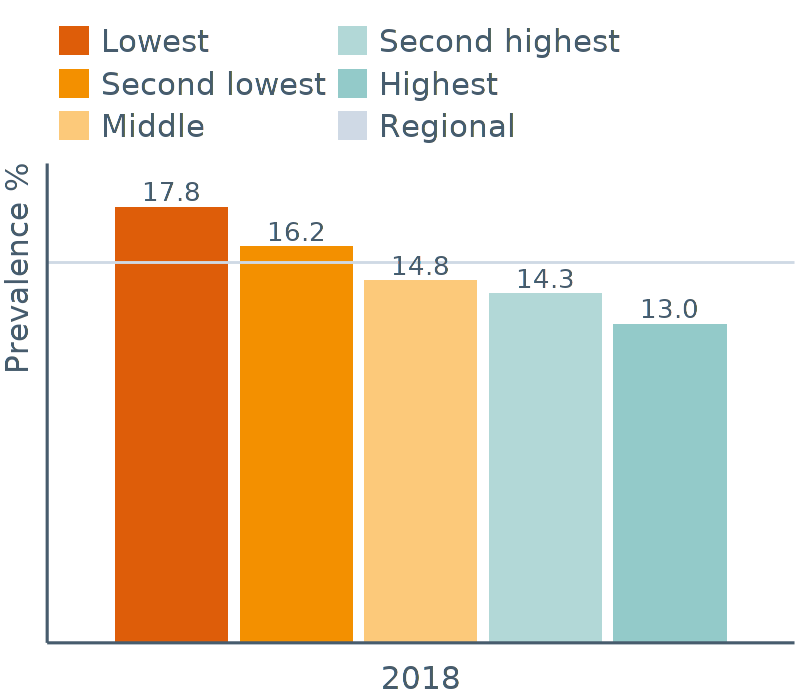 Lowest
Second lowest
Middle
Second highest
Highest
Regional
Prevalence %
17.8
16.2
14.8
14.3
13.0
2018